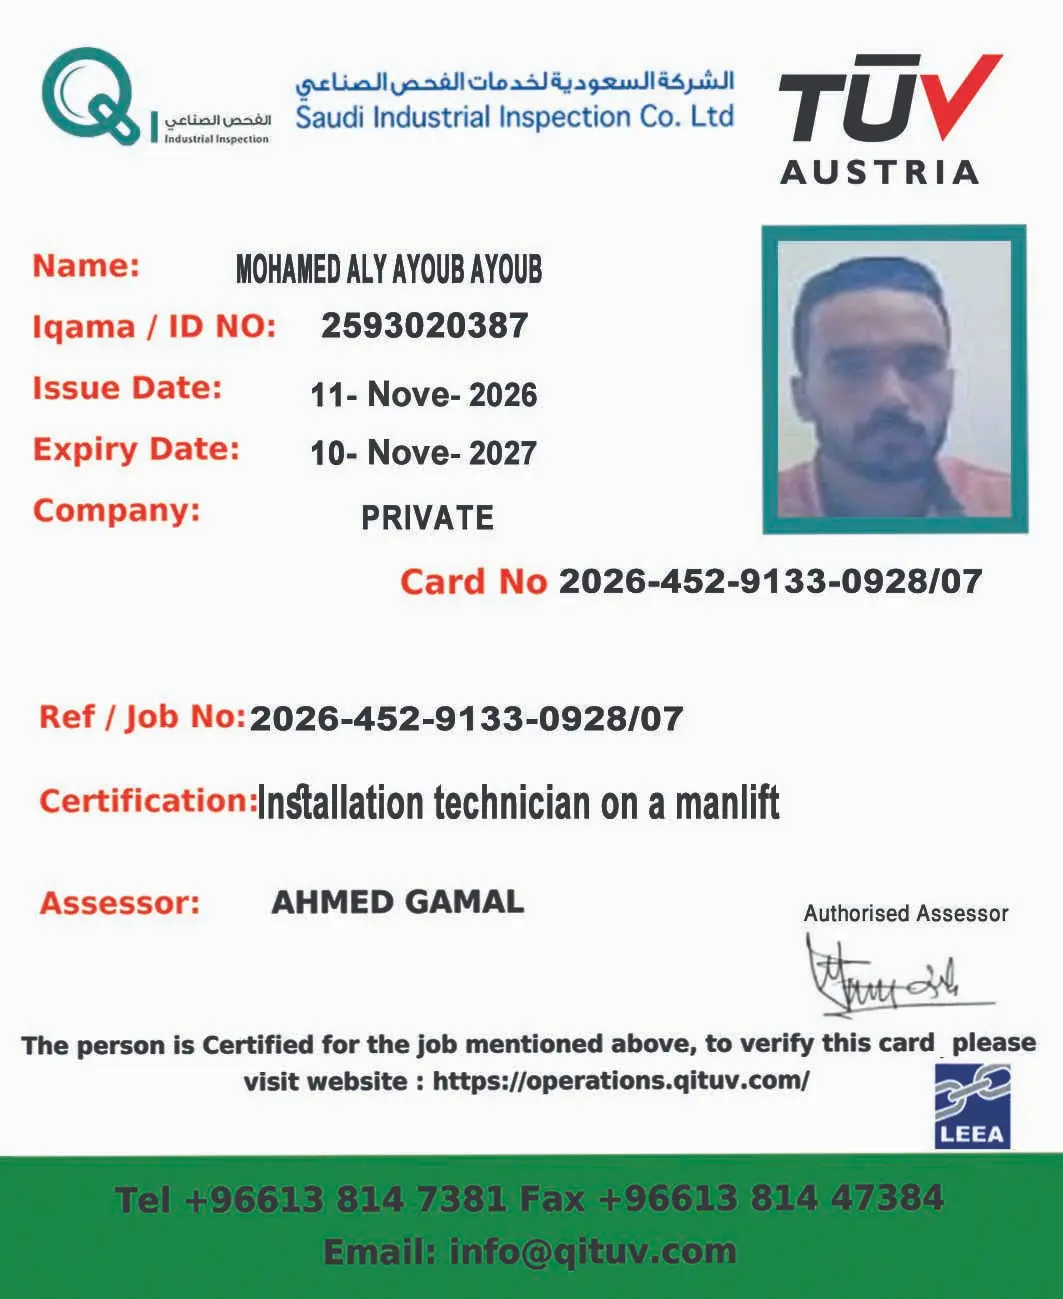 الفحص الصناعي
Industrial Inspection
الشركة السعودية لخدمات الفحص الصناعي
Saudi Industrial Inspection Co. Ltd
TÜV
AUSTRIA
Name: MOHAMED ALY AYOUB AYOUB
Iqama / ID NO: 2593020387
Issue Date: 11- Nove- 2026
Expiry Date: 10- Nove- 2027
Company: PRIVATE
Card No 2026-452-9133-0928/07
Ref / Job No: 2026-452-9133-0928/07
Certification: Installation technician on a manlift
Assessor: AHMED GAMAL
Authorised Assessor
The person is Certified for the job mentioned above, to verify this card please
visit website : https://operations.qituv.com/
LEEA
Tel +96613 814 7381 Fax +96613 814 47384
Email: info@qituv.com